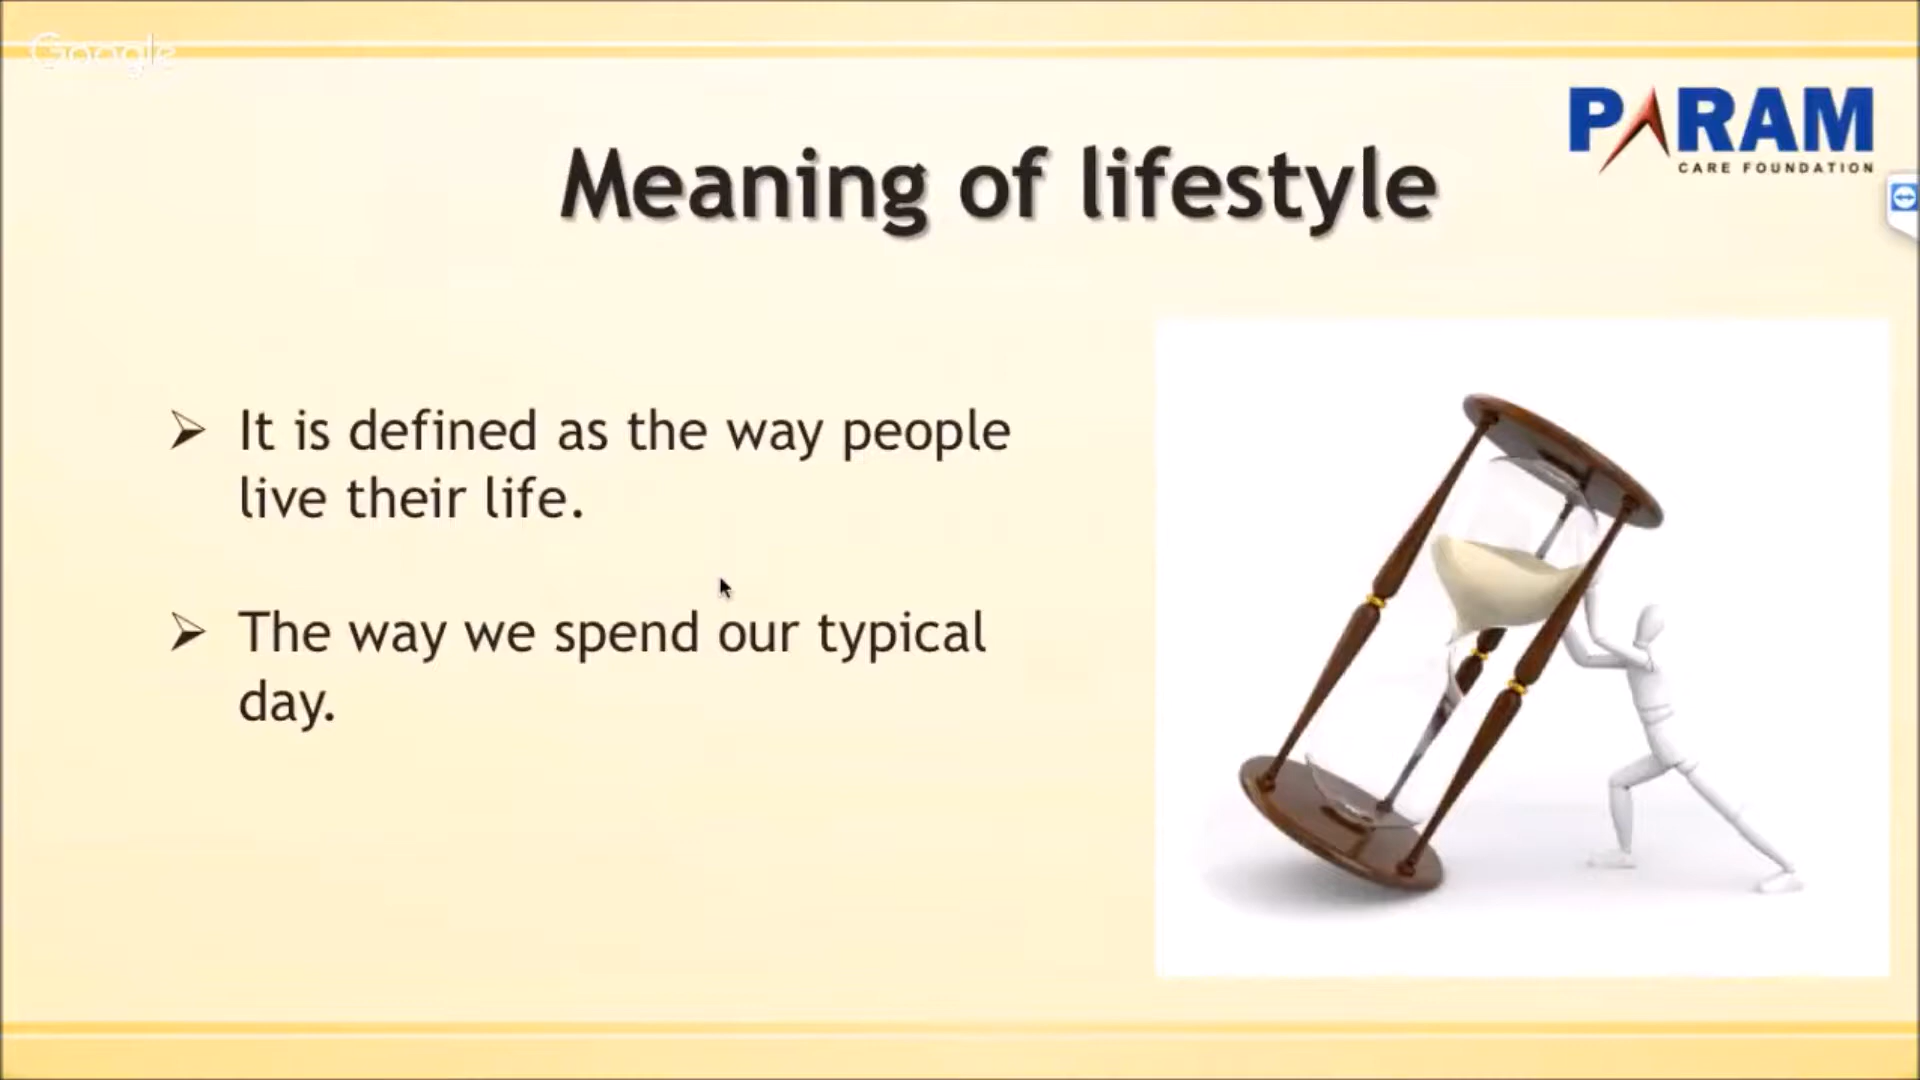 Google
PARAM
CARE FOUNDATION
Meaning of lifestyle
It is defined as the way people
live their life.
The way we spend our typical
day.